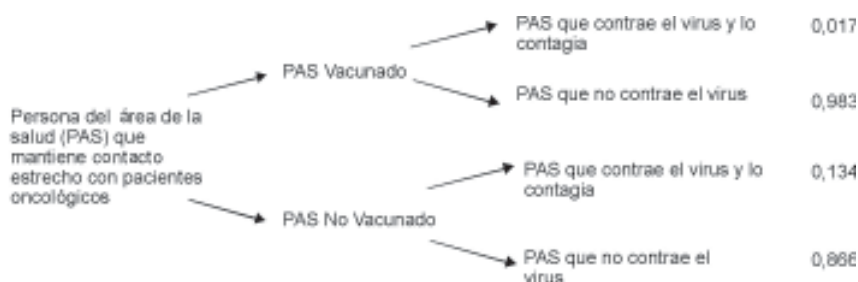 PAS que contrae el virus y lo
contagia
0,017
PAS Vacunado
PAS que no contrae el virus
0,983
Persona del área de la
salud (PAS) que
mantiene contacto
estrecho con pacientes
oncológicos
PAS que contrae el virus y lo
contagia
0,134
PAS No Vacunado
PAS que no contrae el
virus
0,866